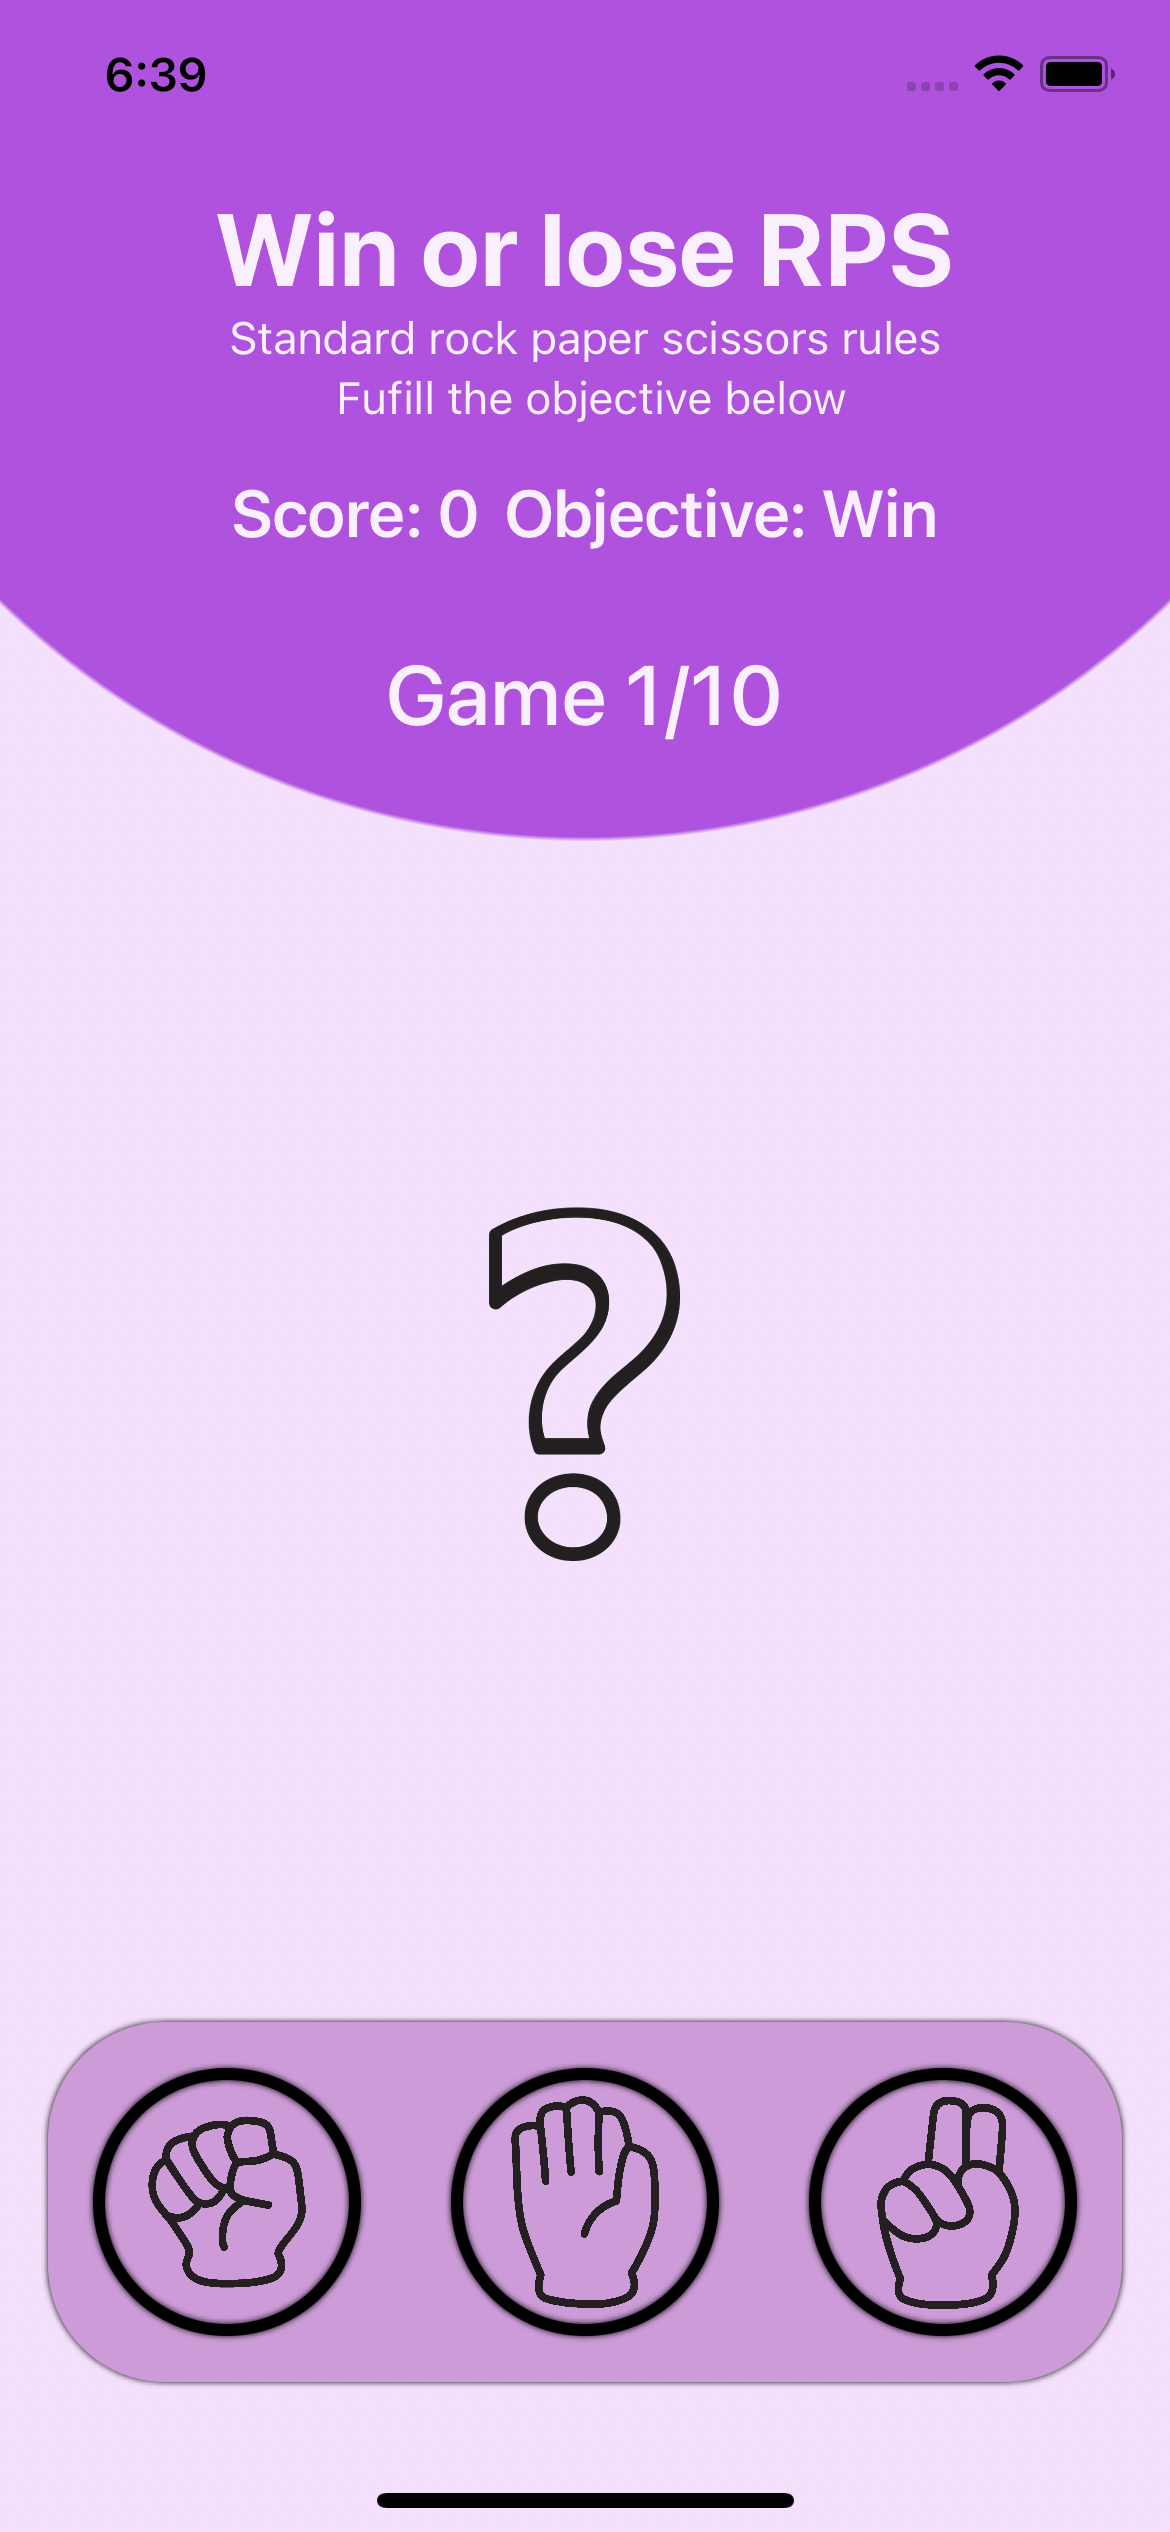 6:39
Win or lose RPS
Standard rock paper scissors rules
Fufill the objective below
Score: 0 Objective: Win
Game 1/10
?